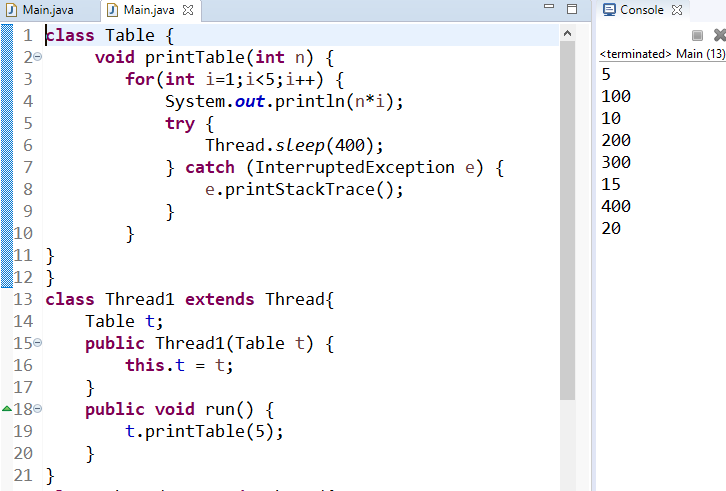 Main.java
Main.java
1 class Table {
2 void printTable(int n) {
3 for(int i=1;i<5;i++) {
4 System.out.println(n*i);
5 try {
6 Thread.sleep(400);
7 } catch (InterruptedException e) {
8 e.printStackTrace();
9 }
10 }
11 }
12 }
13 class Thread1 extends Thread{
14 Table t;
15 public Thread1(Table t) {
16 this.t = t;
17 }
18 public void run() {
19 t.printTable(5);
20 }
21 }
Console
<terminated> Main (13)
5
100
10
200
300
15
400
20